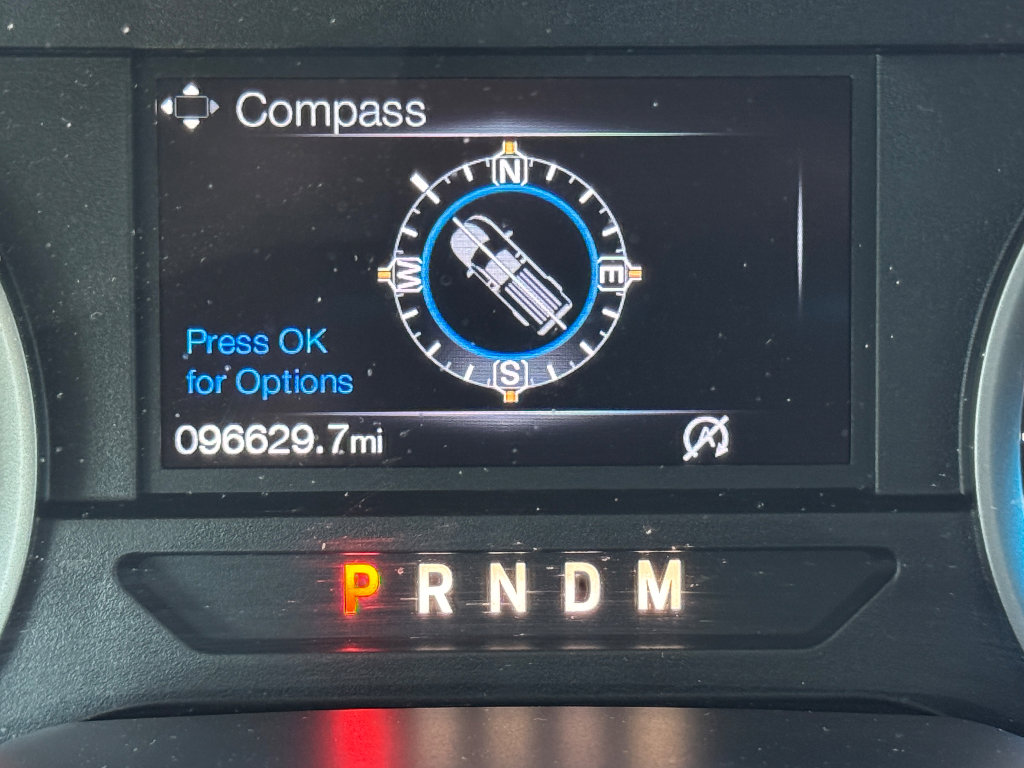 Compass
N
W
E
S
Press OK
for Options
096629.7mi
A
P R N D M